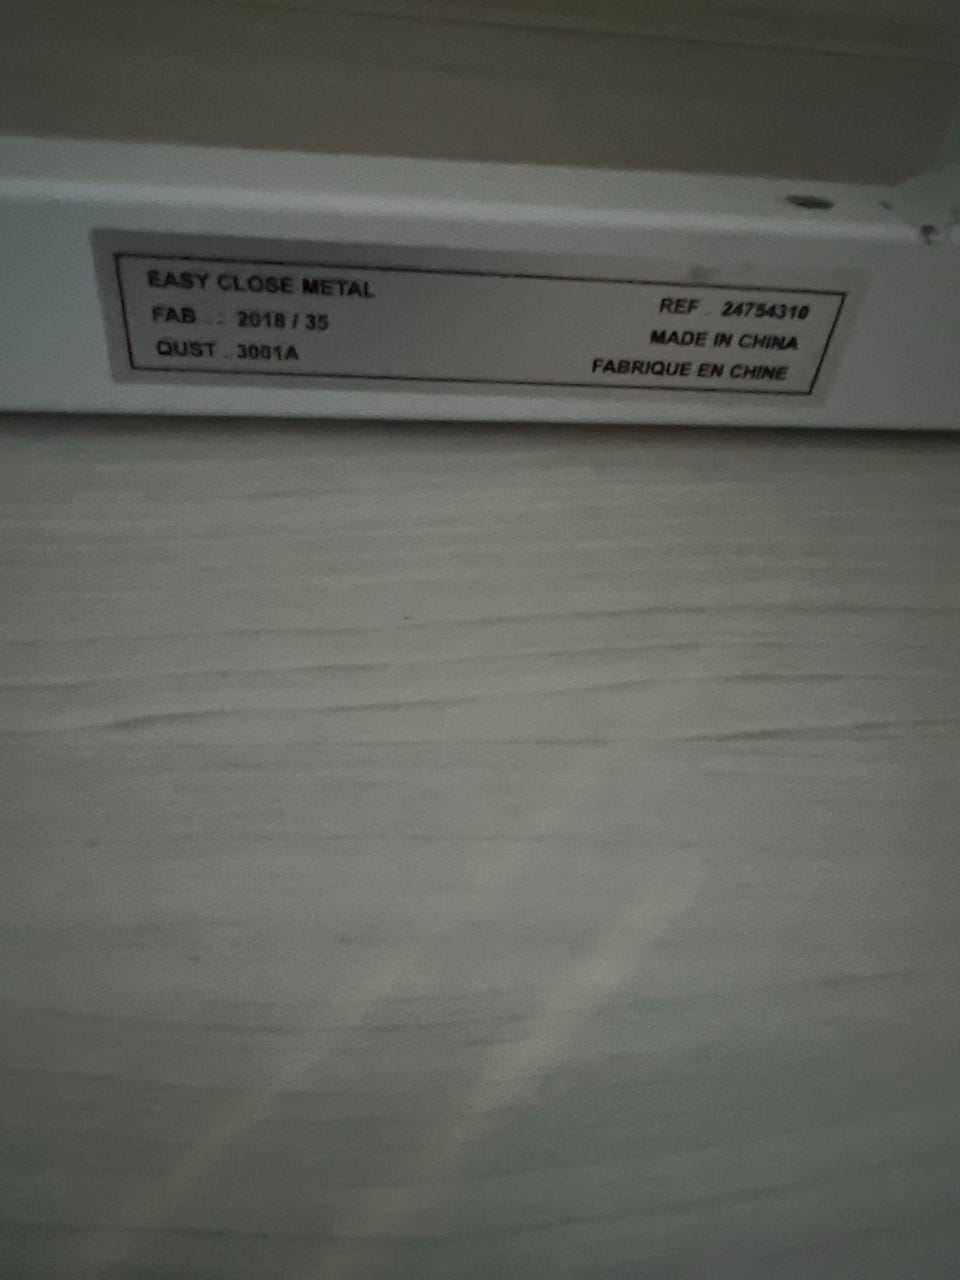 EASY CLOSE METAL
FAB . : 2018 / 35
QUST . 3001A
REF . 24754310
MADE IN CHINA
FABRIQUE EN CHINE